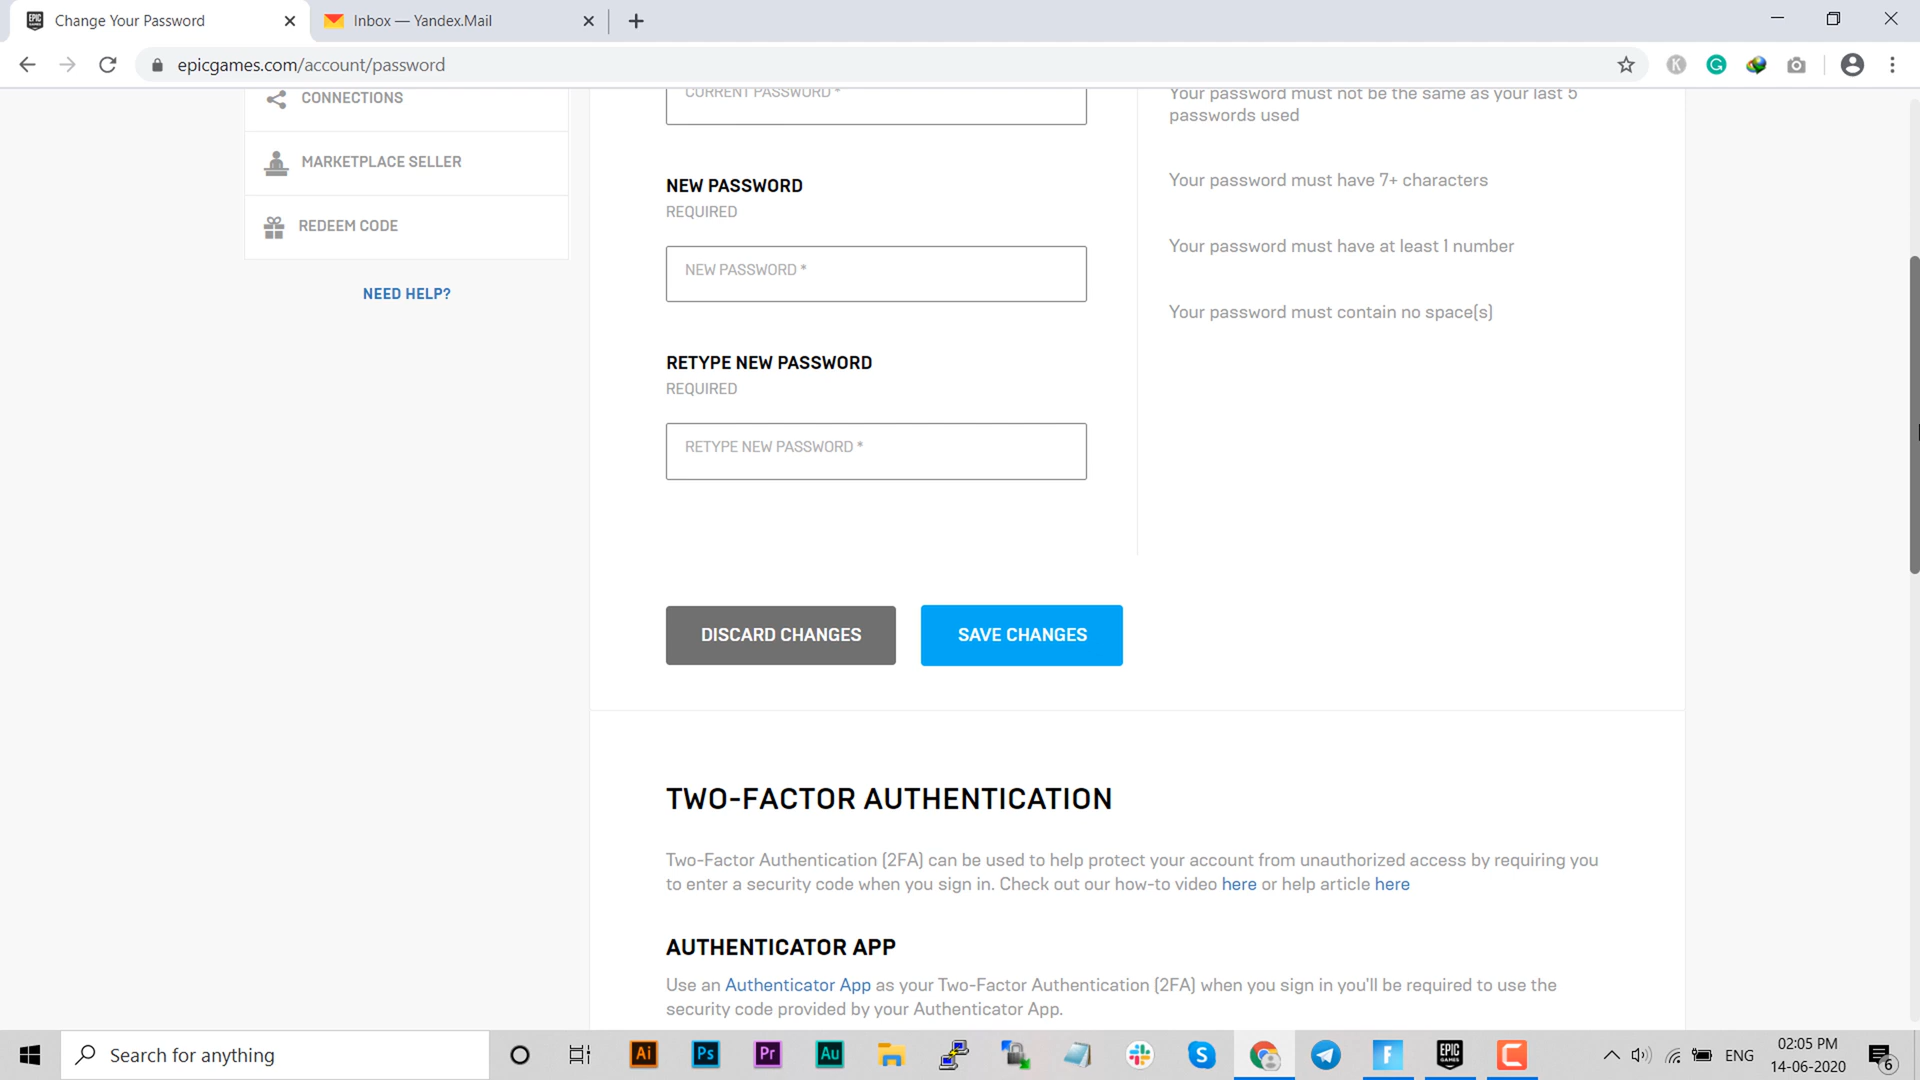 Change Your Password
Inbox — Yandex.Mail
epicgames.com/account/password
CONNECTIONS
MARKETPLACE SELLER
REDEEM CODE
NEED HELP?
CURRENT PASSWORD *
NEW PASSWORD
REQUIRED
NEW PASSWORD *
RETYPE NEW PASSWORD
REQUIRED
RETYPE NEW PASSWORD *
Your password must not be the same as your last 5
passwords used
Your password must have 7+ characters
Your password must have at least 1 number
Your password must contain no space(s)
DISCARD CHANGES
SAVE CHANGES
TWO-FACTOR AUTHENTICATION
Two-Factor Authentication (2FA) can be used to help protect your account from unauthorized access by requiring you
to enter a security code when you sign in. Check out our how-to video here or help article here
AUTHENTICATOR APP
Use an Authenticator App as your Two-Factor Authentication (2FA) when you sign in you'll be required to use the
security code provided by your Authenticator App.
Search for anything
Ai
Ps
Pr
Au
S
F
EPIC
GAMES
C
ENG
02:05 PM
14-06-2020
6